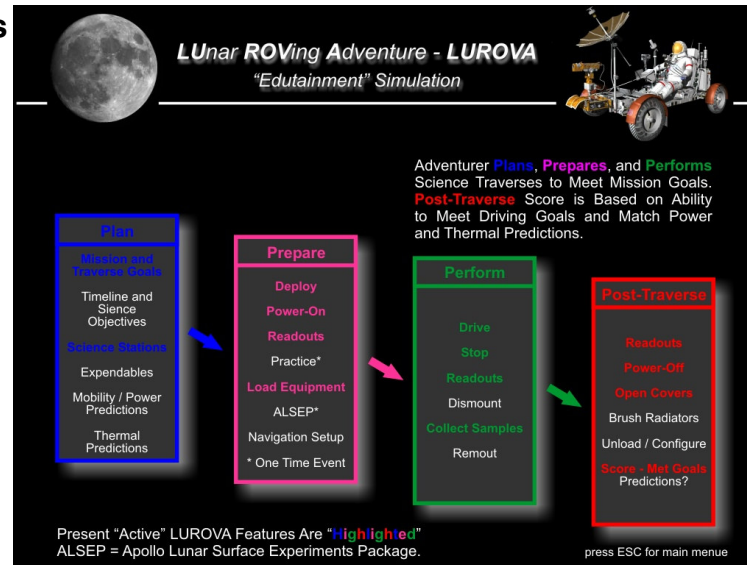 s
LUnar ROVing Adventure - LUROVA
“Edutainment” Simulation
Adventurer Plans, Prepares, and Performs
Science Traverses to Meet Mission Goals.
Post-Traverse Score is Based on Ability
to Meet Driving Goals and Match Power
and Thermal Predictions.
Plan
Mission and
Traverse Goals
Timeline and
Sience
Objectives
Science Stations
Expendables
Mobility / Power
Predictions
Thermal
Predictions
Prepare
Deploy
Power-On
Readouts
Practice*
Load Equipment
ALSEP*
Navigation Setup
* One Time Event
Perform
Drive
Stop
Readouts
Dismount
Collect Samples
Remout
Post-Traverse
Readouts
Power-Off
Open Covers
Brush Radiators
Unload / Configure
Score - Met Goals
Predictions?
Present “Active” LUROVA Features Are “Highlighted”
ALSEP = Apollo Lunar Surface Experiments Package.
press ESC for main menue